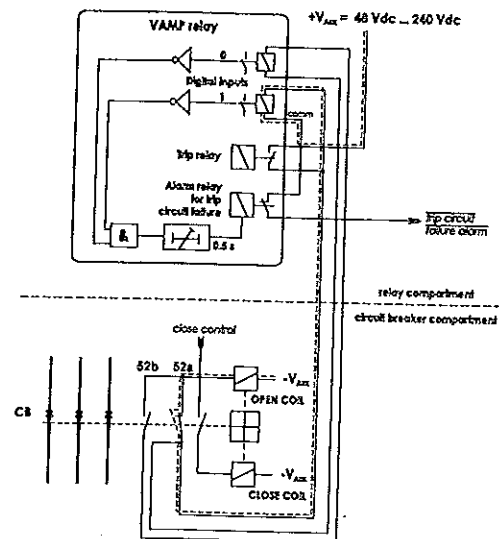 +VAux = 48 Vdc ... 240 Vdc
VAMP relay
0
Digital inputs
1
comm
Trip relay
Alarm relay
for trip
circuit failure
&
0.5 s
Trip circuit
failure alarm
relay compartment
circuit breaker compartment
close control
52b 52a
-VAux
OPEN COIL
CB
-VAux
CLOSE COIL